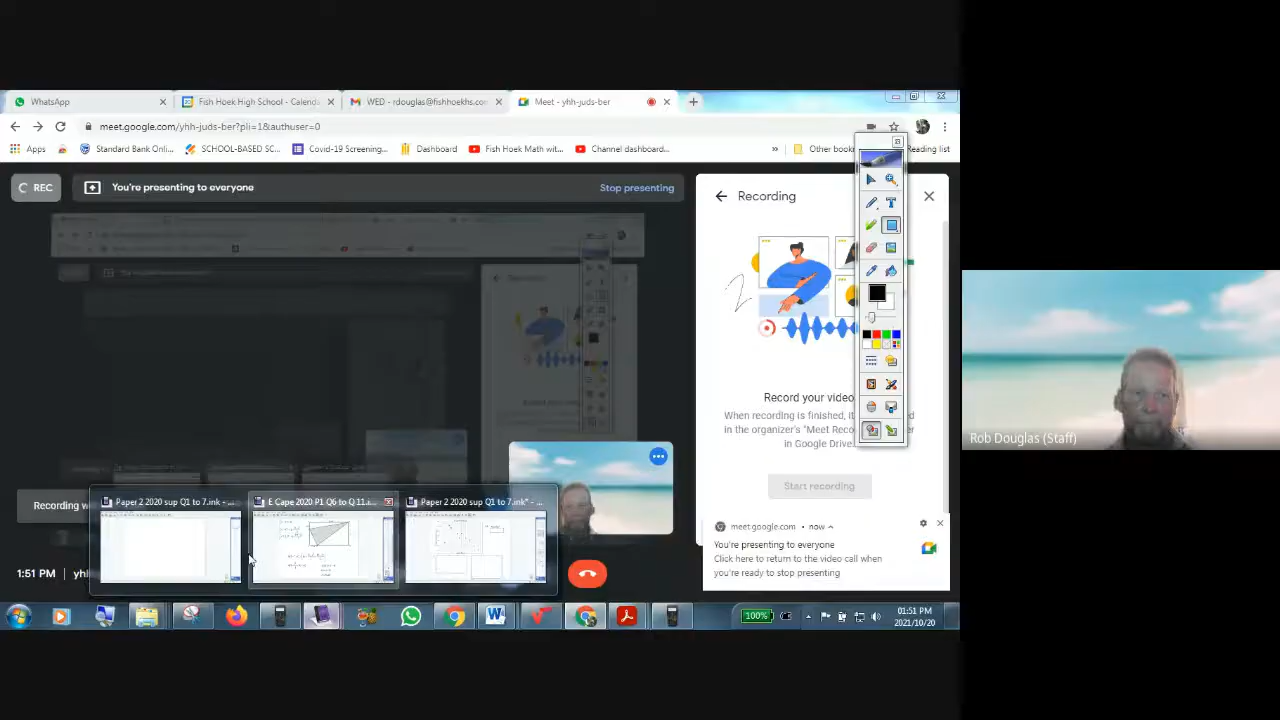 WhatsApp
Fish Hoek High School - Calenda
WED - rdouglas@fishhoekhs.com
Meet - yhh-juds-ber
meet.google.com/yhh-juds-ber?pli=1&authuser=0
Apps
Standard Bank Onli...
SCHOOL-BASED SC...
Covid-19 Screening...
Dashboard
Fish Hoek Math wit...
Channel dashboard...
»
Other book
Reading list
REC
You're presenting to everyone
Stop presenting
Recording
2
Record your video
When recording is finished, it
in the organizer's "Meet Reco
in Google Drive.
Start recording
Recording w
Paper 2 2020 sup Q1 to 7.ink - ...
E Cape 2020 P1 Q6 to Q 11.i...
Paper 2 2020 sup Q1 to 7.ink* - ...
meet.google.com • now
You're presenting to everyone
Click here to return to the video call when
you're ready to stop presenting
1:51 PM
yh
100%
01:51 PM
2021/10/20
Rob Douglas (Staff)